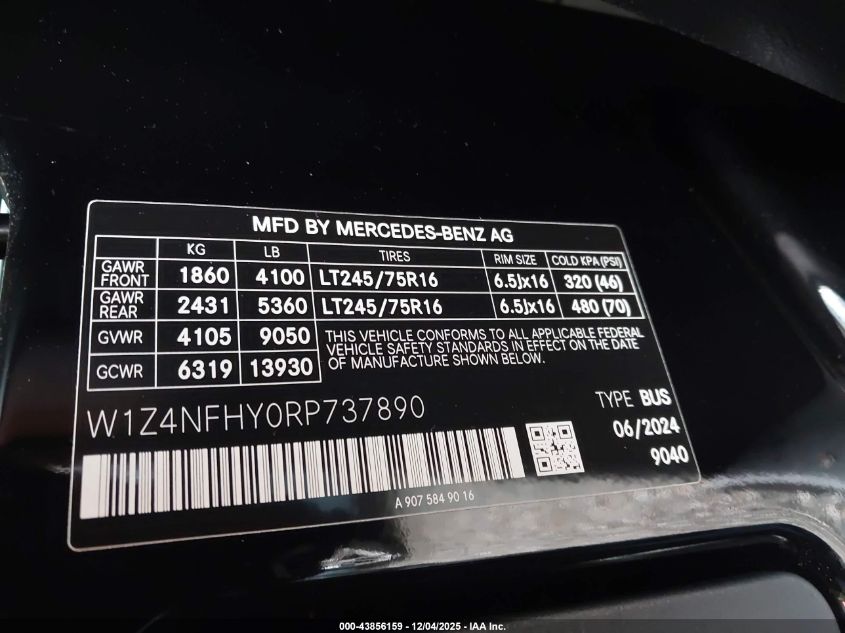 MFD BY MERCEDES-BENZ AG
KG LB TIRES RIM SIZE COLD KPA (PSI)
GAWR FRONT 1860 4100 LT245/75R16 6.5Jx16 320 (46)
GAWR REAR 2431 5360 LT245/75R16 6.5Jx16 480 (70)
GVWR 4105 9050
GCWR 6319 13930
THIS VEHICLE CONFORMS TO ALL APPLICABLE FEDERAL
VEHICLE SAFETY STANDARDS IN EFFECT ON THE DATE
OF MANUFACTURE SHOWN BELOW.
W1Z4NFHY0RP737890
TYPE BUS
06/2024
9040
A 907 584 90 16
000-43856159 - 12/04/2025 - IAA Inc.